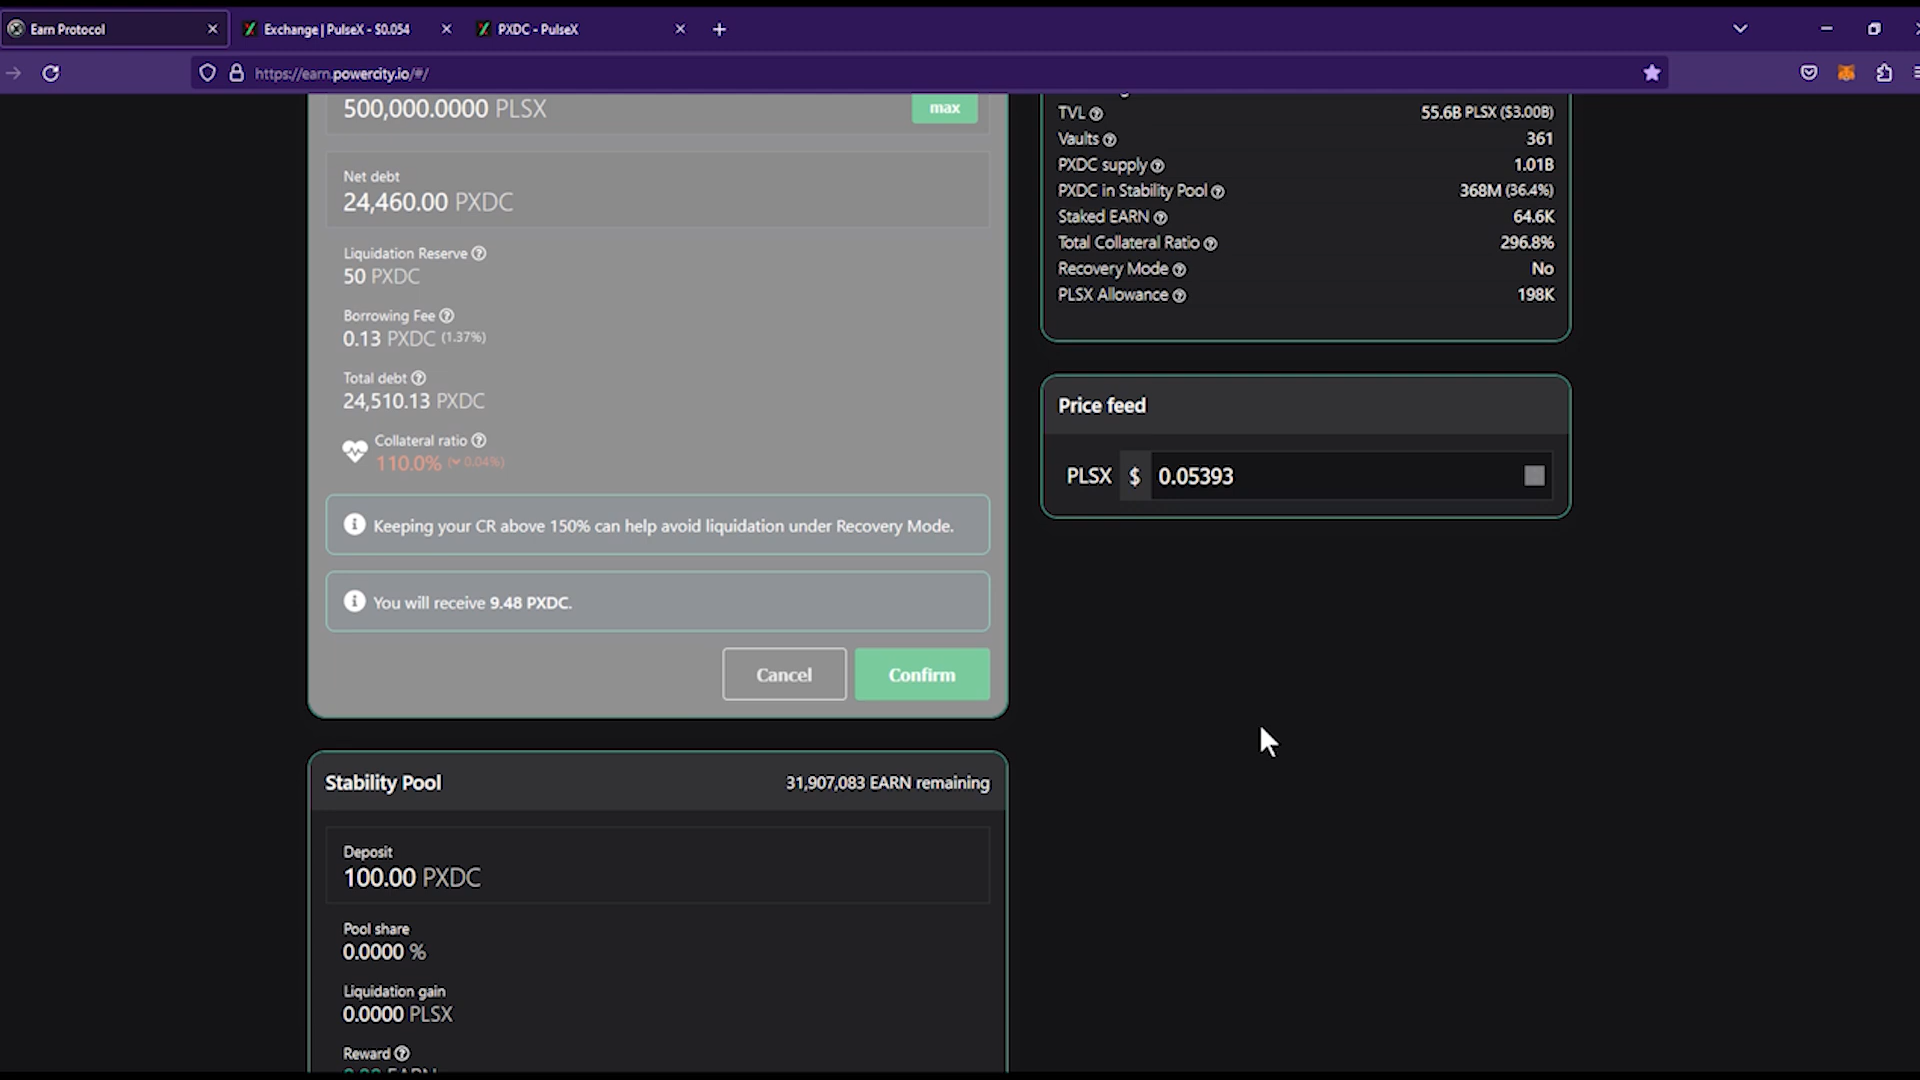 Earn Protocol
Exchange | PulseX - $0.054
PXDC - PulseX
https://earn.powercity.io/#/
500,000.0000 PLSX
max
Net debt
24,460.00 PXDC
Liquidation Reserve
50 PXDC
Borrowing Fee
0.13 PXDC (1.37%)
Total debt
24,510.13 PXDC
Collateral ratio
110.0% (0.04%)
Keeping your CR above 150% can help avoid liquidation under Recovery Mode.
You will receive 9.48 PXDC.
Cancel
Confirm
Stability Pool
31,907,083 EARN remaining
Deposit
100.00 PXDC
Pool share
0.0000 %
Liquidation gain
0.0000 PLSX
Reward
TVL 55.6B PLSX ($3.00B)
Vaults 361
PXDC supply 1.01B
PXDC in Stability Pool 368M (36.4%)
Staked EARN 64.6K
Total Collateral Ratio 296.8%
Recovery Mode No
PLSX Allowance 198K
Price feed
PLSX $ 0.05393